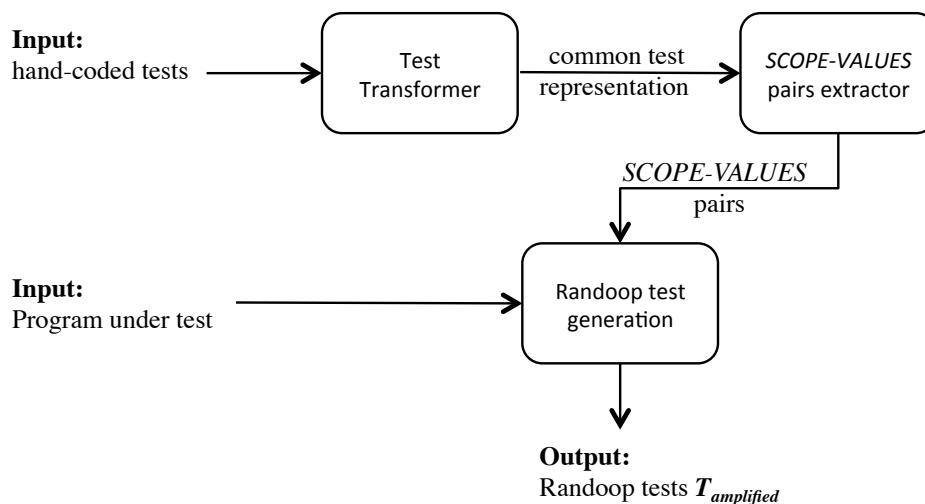 Input:
hand-coded tests
Test
Transformer
common test
representation
SCOPE-VALUES
pairs extractor
SCOPE-VALUES
pairs
Input:
Program under test
Randoop test
generation
Output:
Randoop tests T_amplified